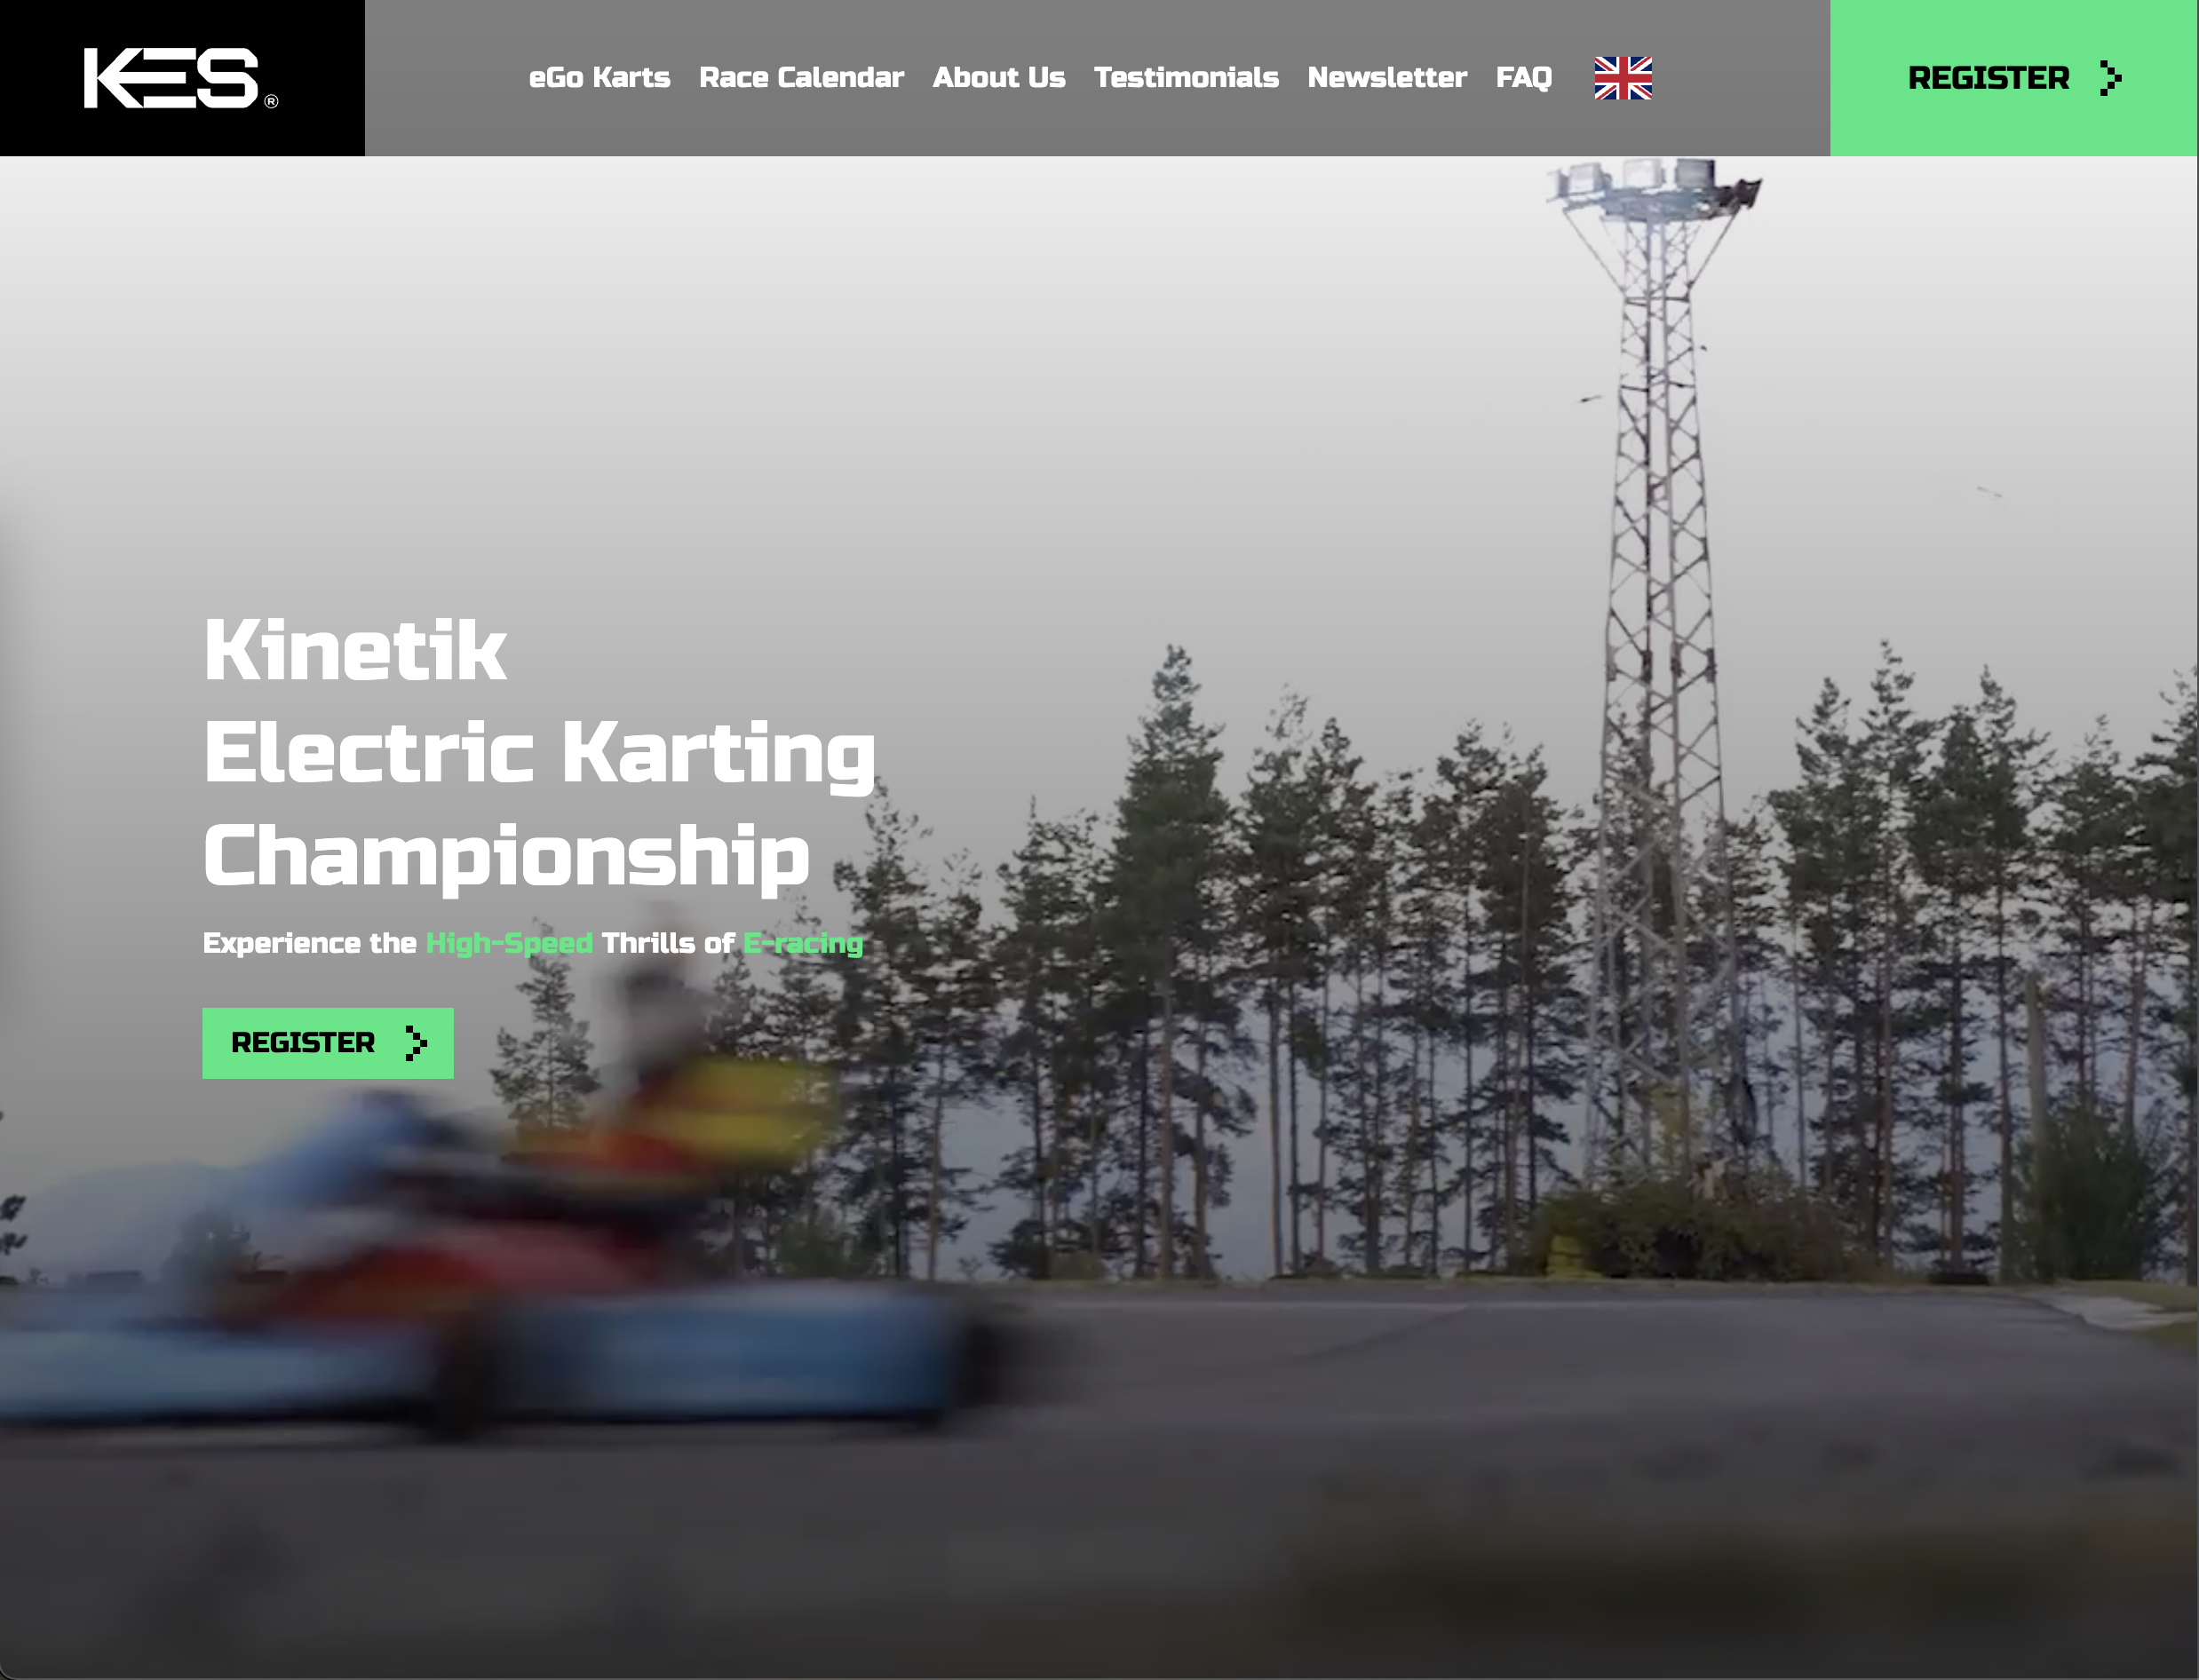 KES®
eGo Karts Race Calendar About Us Testimonials Newsletter FAQ
REGISTER
Kinetik
Electric Karting
Championship
Experience the High-Speed Thrills of E-racing
REGISTER